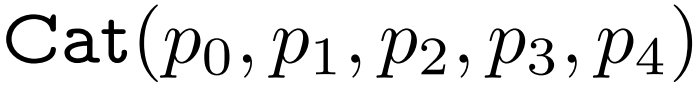 Cat(p₀, p₁, p₂, p₃, p₄)